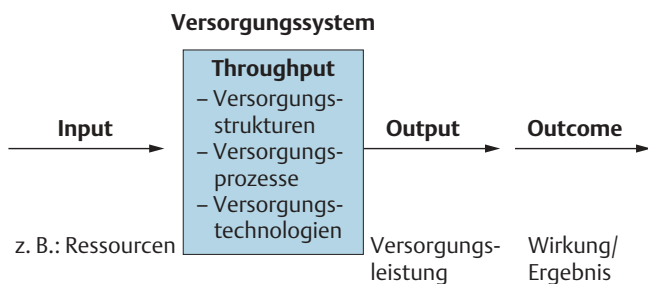 Versorgungssystem
Throughput
– Versorgungs-
strukturen
– Versorgungs-
prozesse
– Versorgungs-
technologien
Input
z. B.: Ressourcen
Output
Versorgungs-
leistung
Outcome
Wirkung/
Ergebnis